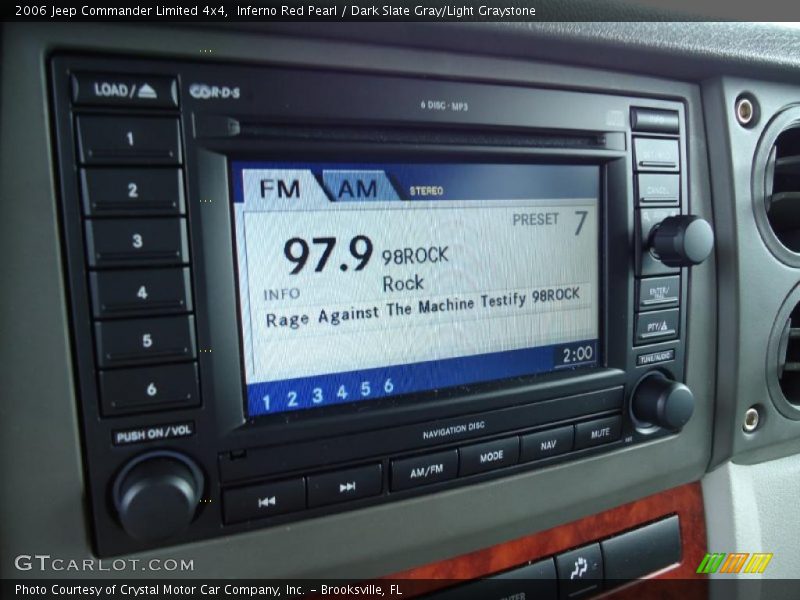 2006 Jeep Commander Limited 4x4,  Inferno Red Pearl / Dark Slate Gray/Light Graystone
LOAD/
R·D·S
6 DISC · MP3
1
2
3
4
5
6
FM AM STEREO
PRESET 7
97.9 98ROCK
Rock
INFO
Rage Against The Machine Testify 98ROCK
2:00
1 2 3 4 5 6
CANCEL
ENTER/
PTY/
TUNE/AUDIO
PUSH ON/VOL
NAVIGATION DISC
AM/FM MODE NAV MUTE
GTCARLOT.COM
Photo Courtesy of Crystal Motor Car Company, Inc. – Brooksville, FL